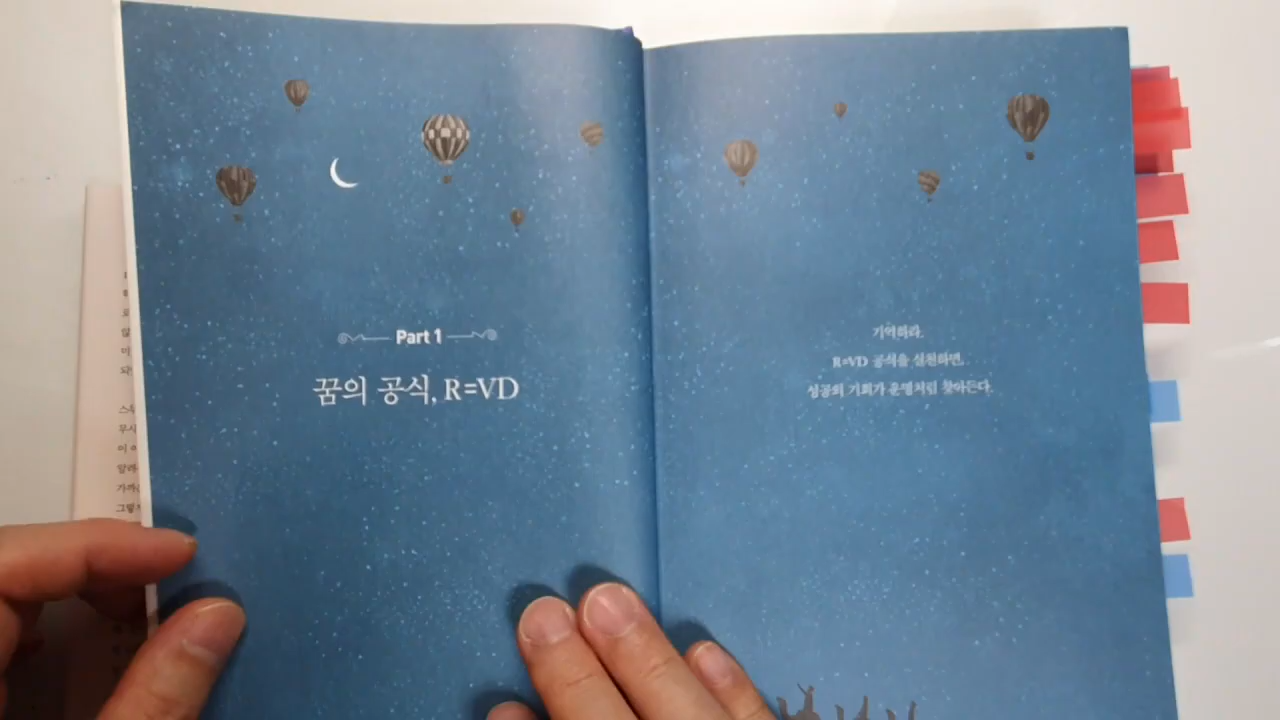 Part 1
꿈의 공식, R=VD
기억하라.
R=VD 공식을 실천하면,
성공의 기회가 운명처럼 찾아든다.